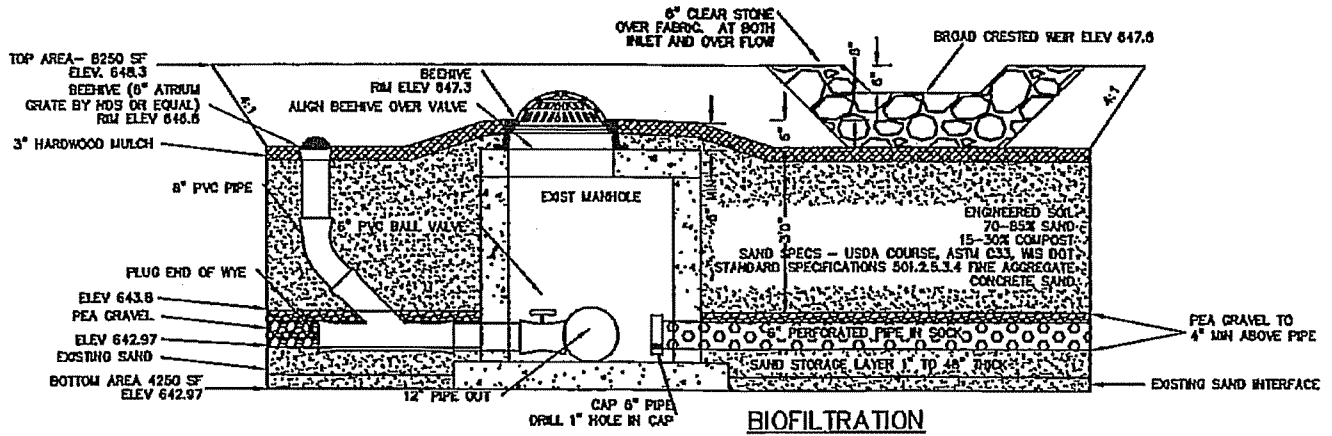 6" CLEAR STONE
OVER FABRIC. AT BOTH
INLET AND OVER FLOW
BROAD CRESTED WEIR ELEV 647.8
TOP AREA- 8250 SF
ELEV. 648.3
BEEHIVE (6" ATRIUM
GRATE BY NDS OR EQUAL)
RIM ELEV 646.8
3" HARDWOOD MULCH
8" PVC PIPE
PLUG END OF WYE
ELEV 643.8
PEA GRAVEL
ELEV 642.97
EXISTING SAND
BOTTOM AREA 4250 SF
ELEV 642.97
4:1
BEEHIVE
RIM ELEV 647.3
ALIGN BEEHIVE OVER VALVE
EXIST MANHOLE
6" PVC BALL VALVE
12" PIPE OUT
CAP 6" PIPE
DRILL 1" HOLE IN CAP
6"
6"
6"
MIN
3'0"
4:1
ENGINEERED SOIL
70-85% SAND
15-30% COMPOST
SAND SPECS - USDA COURSE, ASTM C33, WIS DOT
STANDARD SPECIFICATIONS 501.2.5.3.4 FINE AGGREGATE
CONCRETE SAND
6" PERFORATED PIPE IN SOCK
SAND STORAGE LAYER 1" TO 48" THICK
PEA GRAVEL TO
4" MIN ABOVE PIPE
EXISTING SAND INTERFACE
BIOFILTRATION